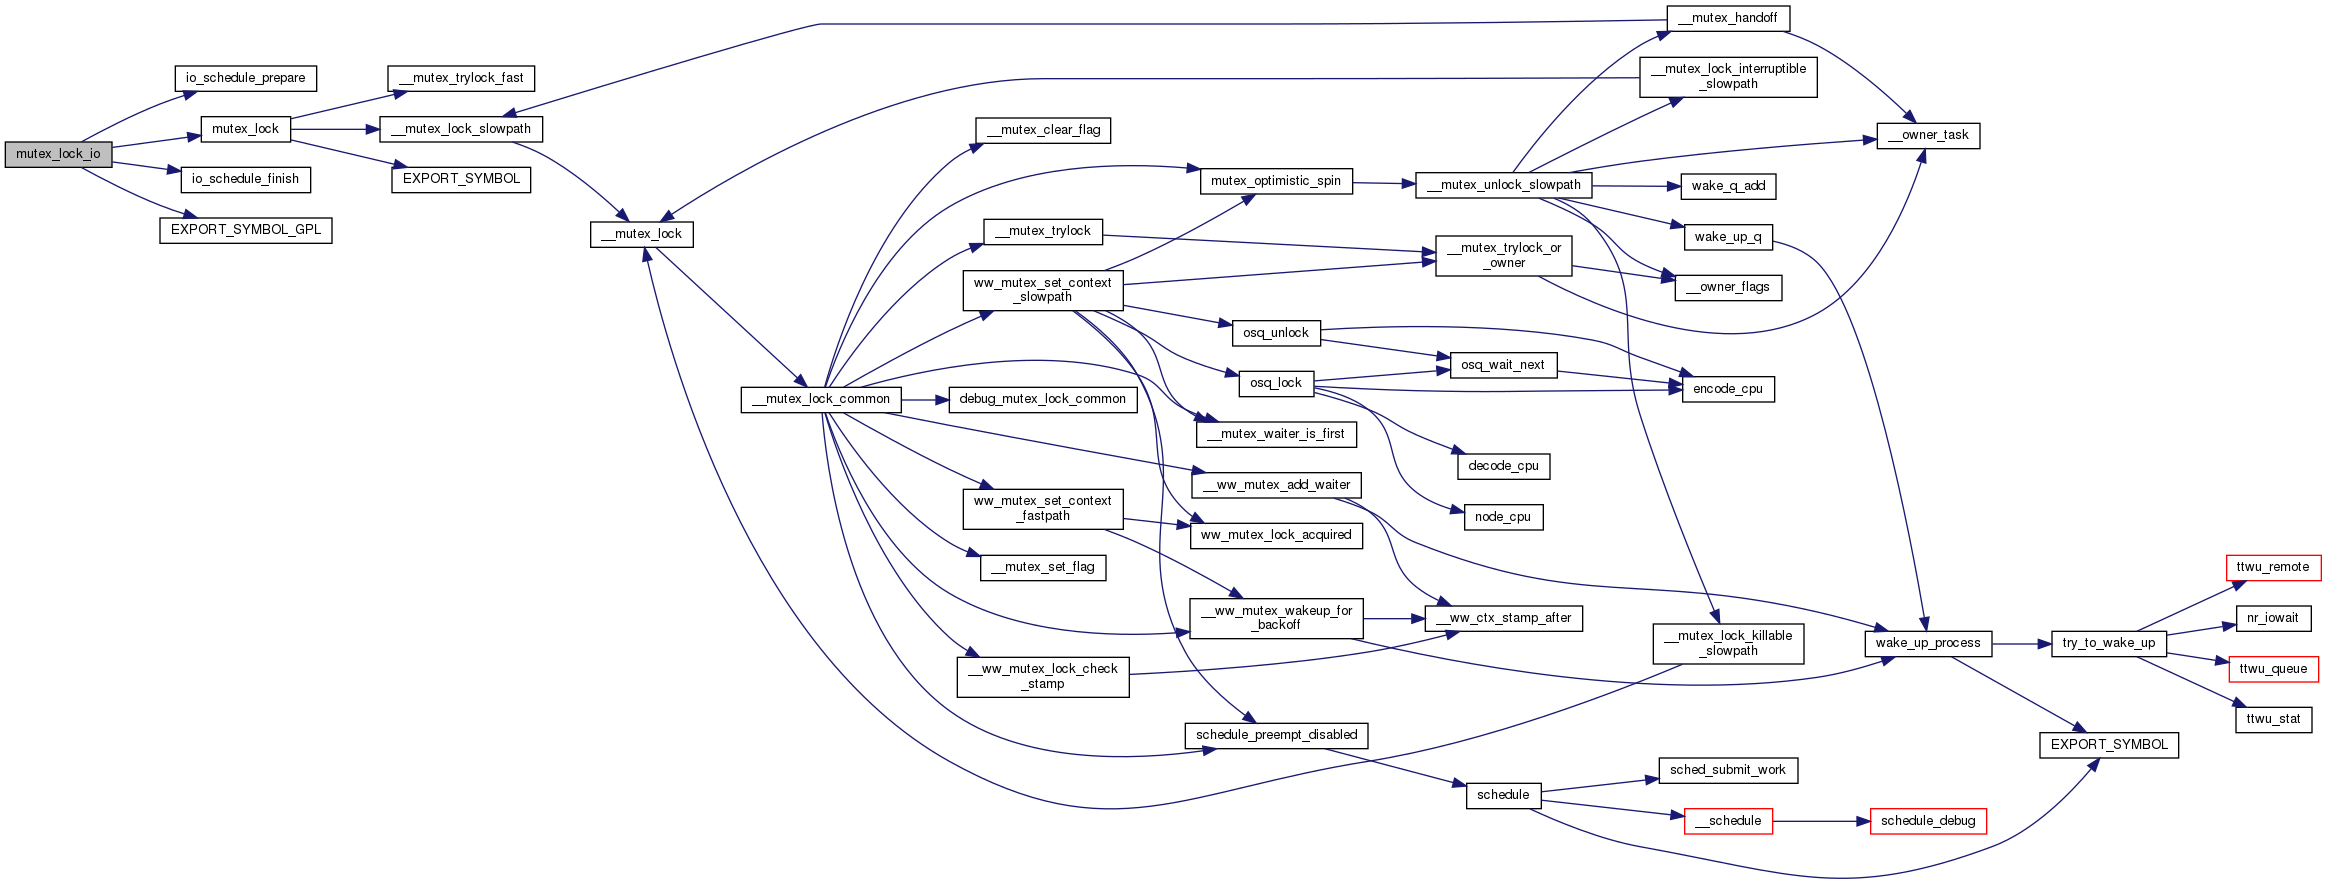 mutex_lock_io
io_schedule_prepare
mutex_lock
io_schedule_finish
EXPORT_SYMBOL_GPL
__mutex_trylock_fast
__mutex_lock_slowpath
EXPORT_SYMBOL
__mutex_lock
__mutex_lock_common
__mutex_clear_flag
__mutex_trylock
ww_mutex_set_context
_slowpath
debug_mutex_lock_common
ww_mutex_set_context
_fastpath
__mutex_set_flag
__ww_mutex_lock_check
_stamp
mutex_optimistic_spin
osq_unlock
osq_lock
__mutex_waiter_is_first
__ww_mutex_add_waiter
ww_mutex_lock_acquired
__ww_mutex_wakeup_for
_backoff
schedule_preempt_disabled
__mutex_unlock_slowpath
__mutex_trylock_or
_owner
osq_wait_next
decode_cpu
node_cpu
__ww_ctx_stamp_after
schedule
__mutex_handoff
__mutex_lock_interruptible
_slowpath
wake_q_add
wake_up_q
__owner_flags
encode_cpu
__mutex_lock_killable
_slowpath
sched_submit_work
__schedule
__owner_task
wake_up_process
schedule_debug
try_to_wake_up
EXPORT_SYMBOL
ttwu_remote
nr_iowait
ttwu_queue
ttwu_stat